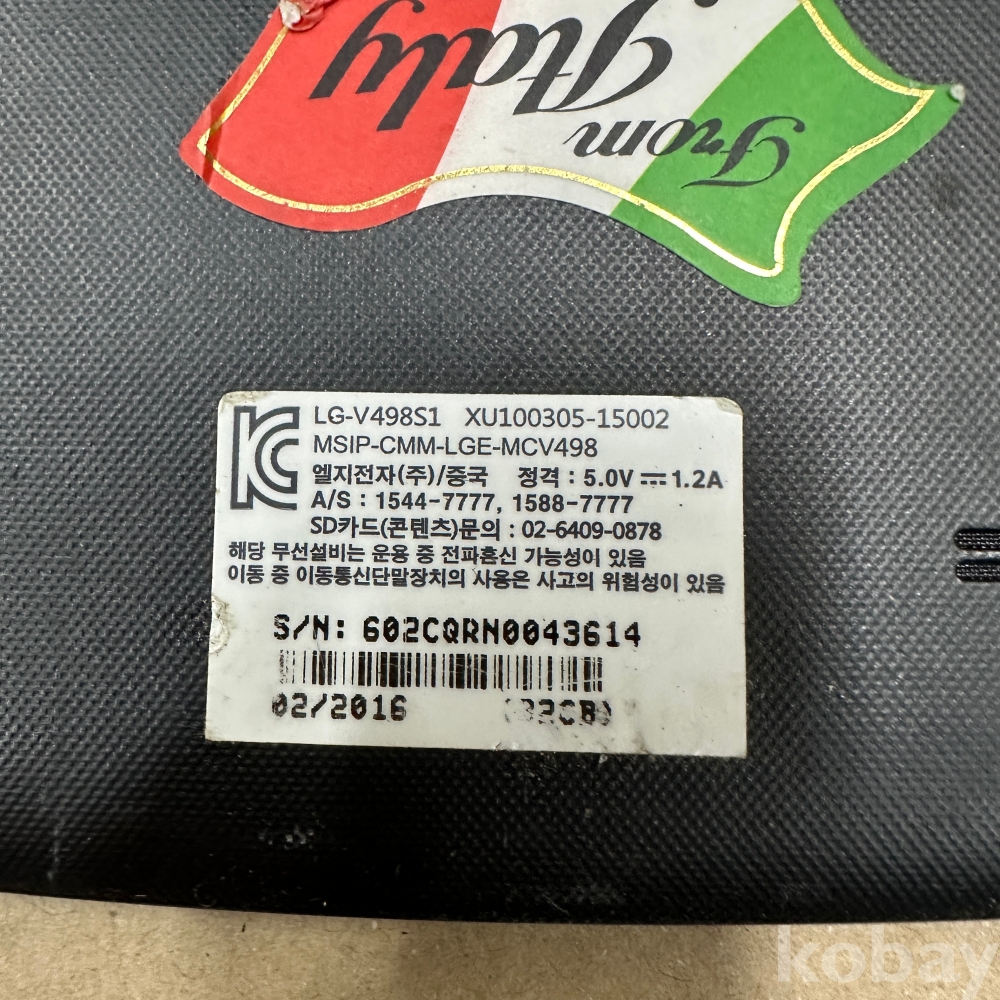 From
Italy
LG-V498S1 XU100305-15002
MSIP-CMM-LGE-MCV498
엘지전자(주)/중국 정격 : 5.0V ⎓ 1.2A
A/S : 1544-7777, 1588-7777
SD카드(콘텐츠)문의 : 02-6409-0878
해당 무선설비는 운용 중 전파혼신 가능성이 있음
이동 중 이동통신단말장치의 사용은 사고의 위험성이 있음
S/N: 602CQRN0043614
02/2016
kobay